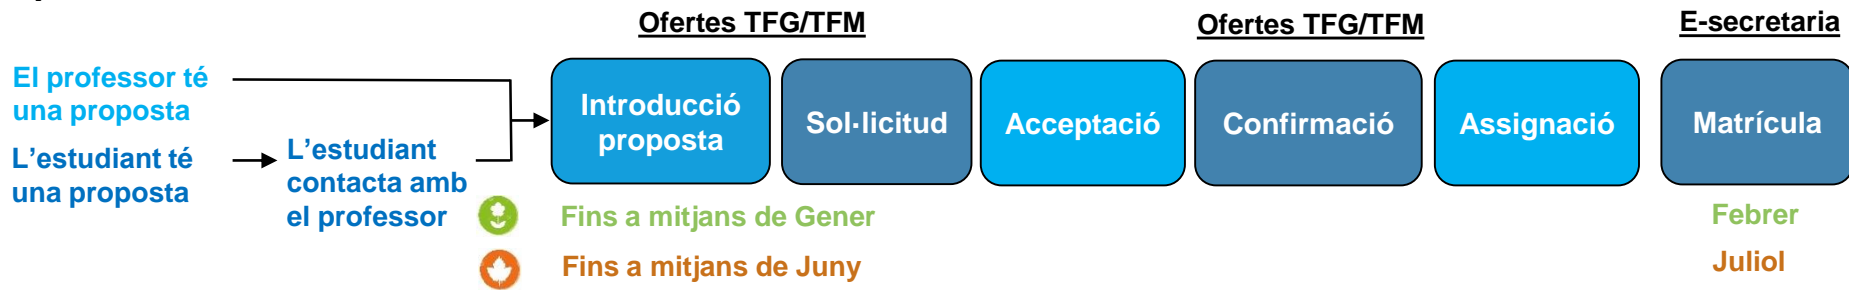 Ofertes TFG/TFM
Ofertes TFG/TFM
E-secretaria
El professor té
una proposta
L'estudiant té
una proposta
L'estudiant
contacta amb
el professor
Introducció
proposta
Sol·licitud
Acceptació
Confirmació
Assignació
Matrícula
Fins a mitjans de Gener
Febrer
Fins a mitjans de Juny
Juliol